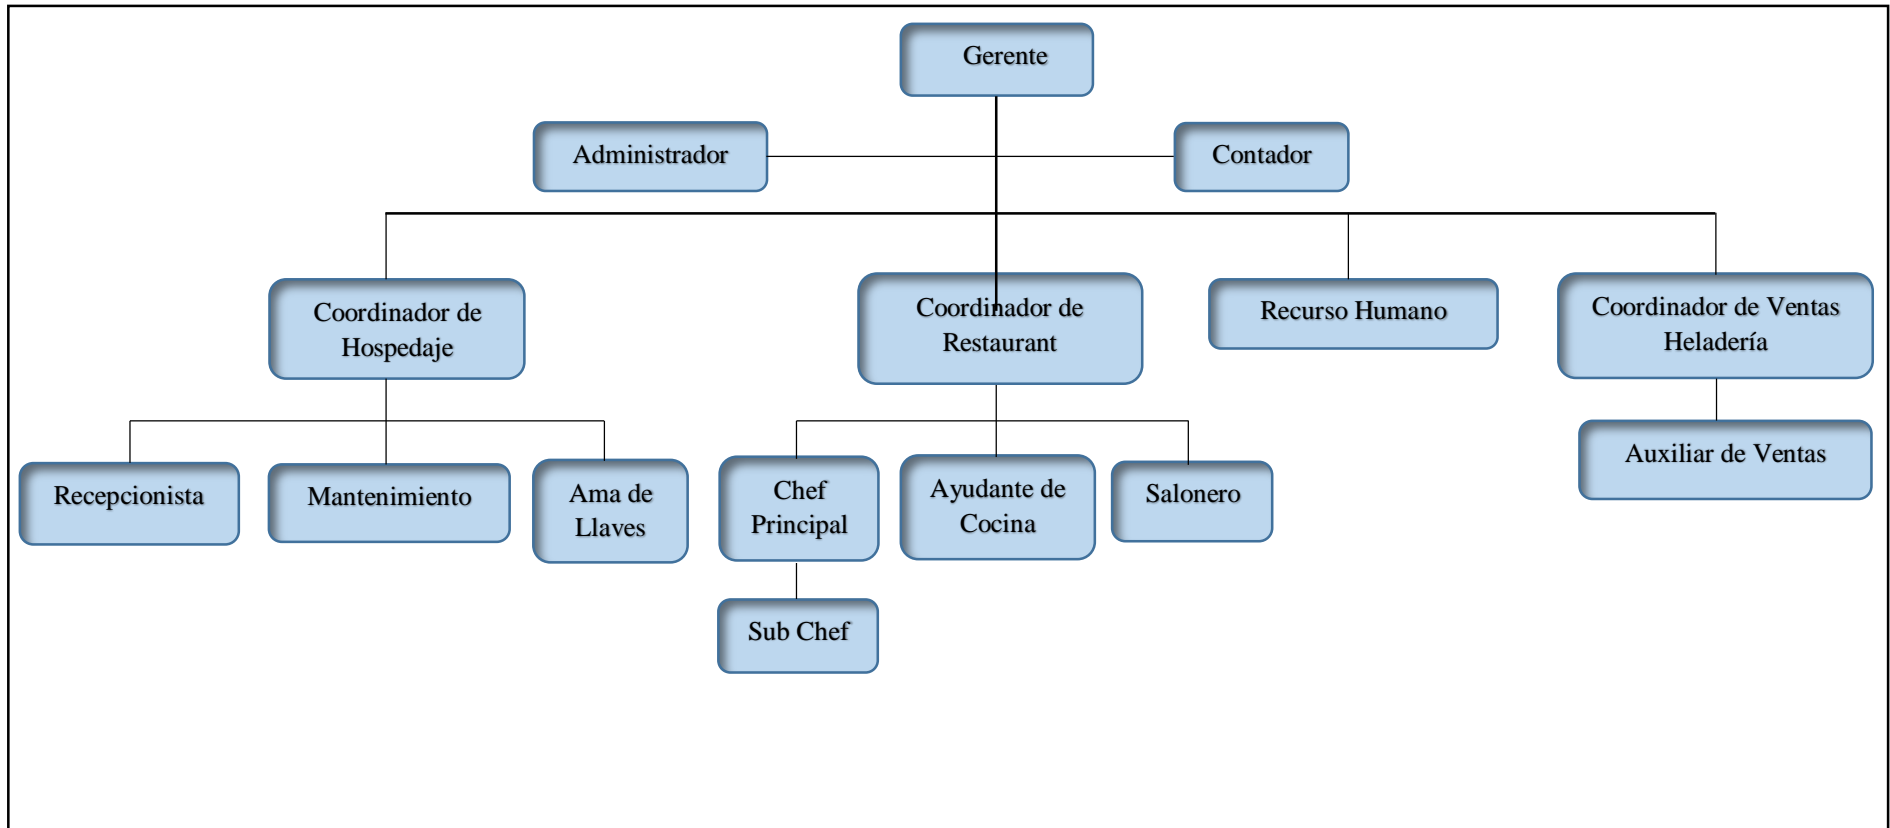 Gerente
Administrador
Contador
Coordinador de
Hospedaje
Coordinador de
Restaurant
Recurso Humano
Coordinador de Ventas
Heladería
Recepcionista
Mantenimiento
Ama de
Llaves
Chef
Principal
Ayudante de
Cocina
Salonero
Auxiliar de Ventas
Sub Chef